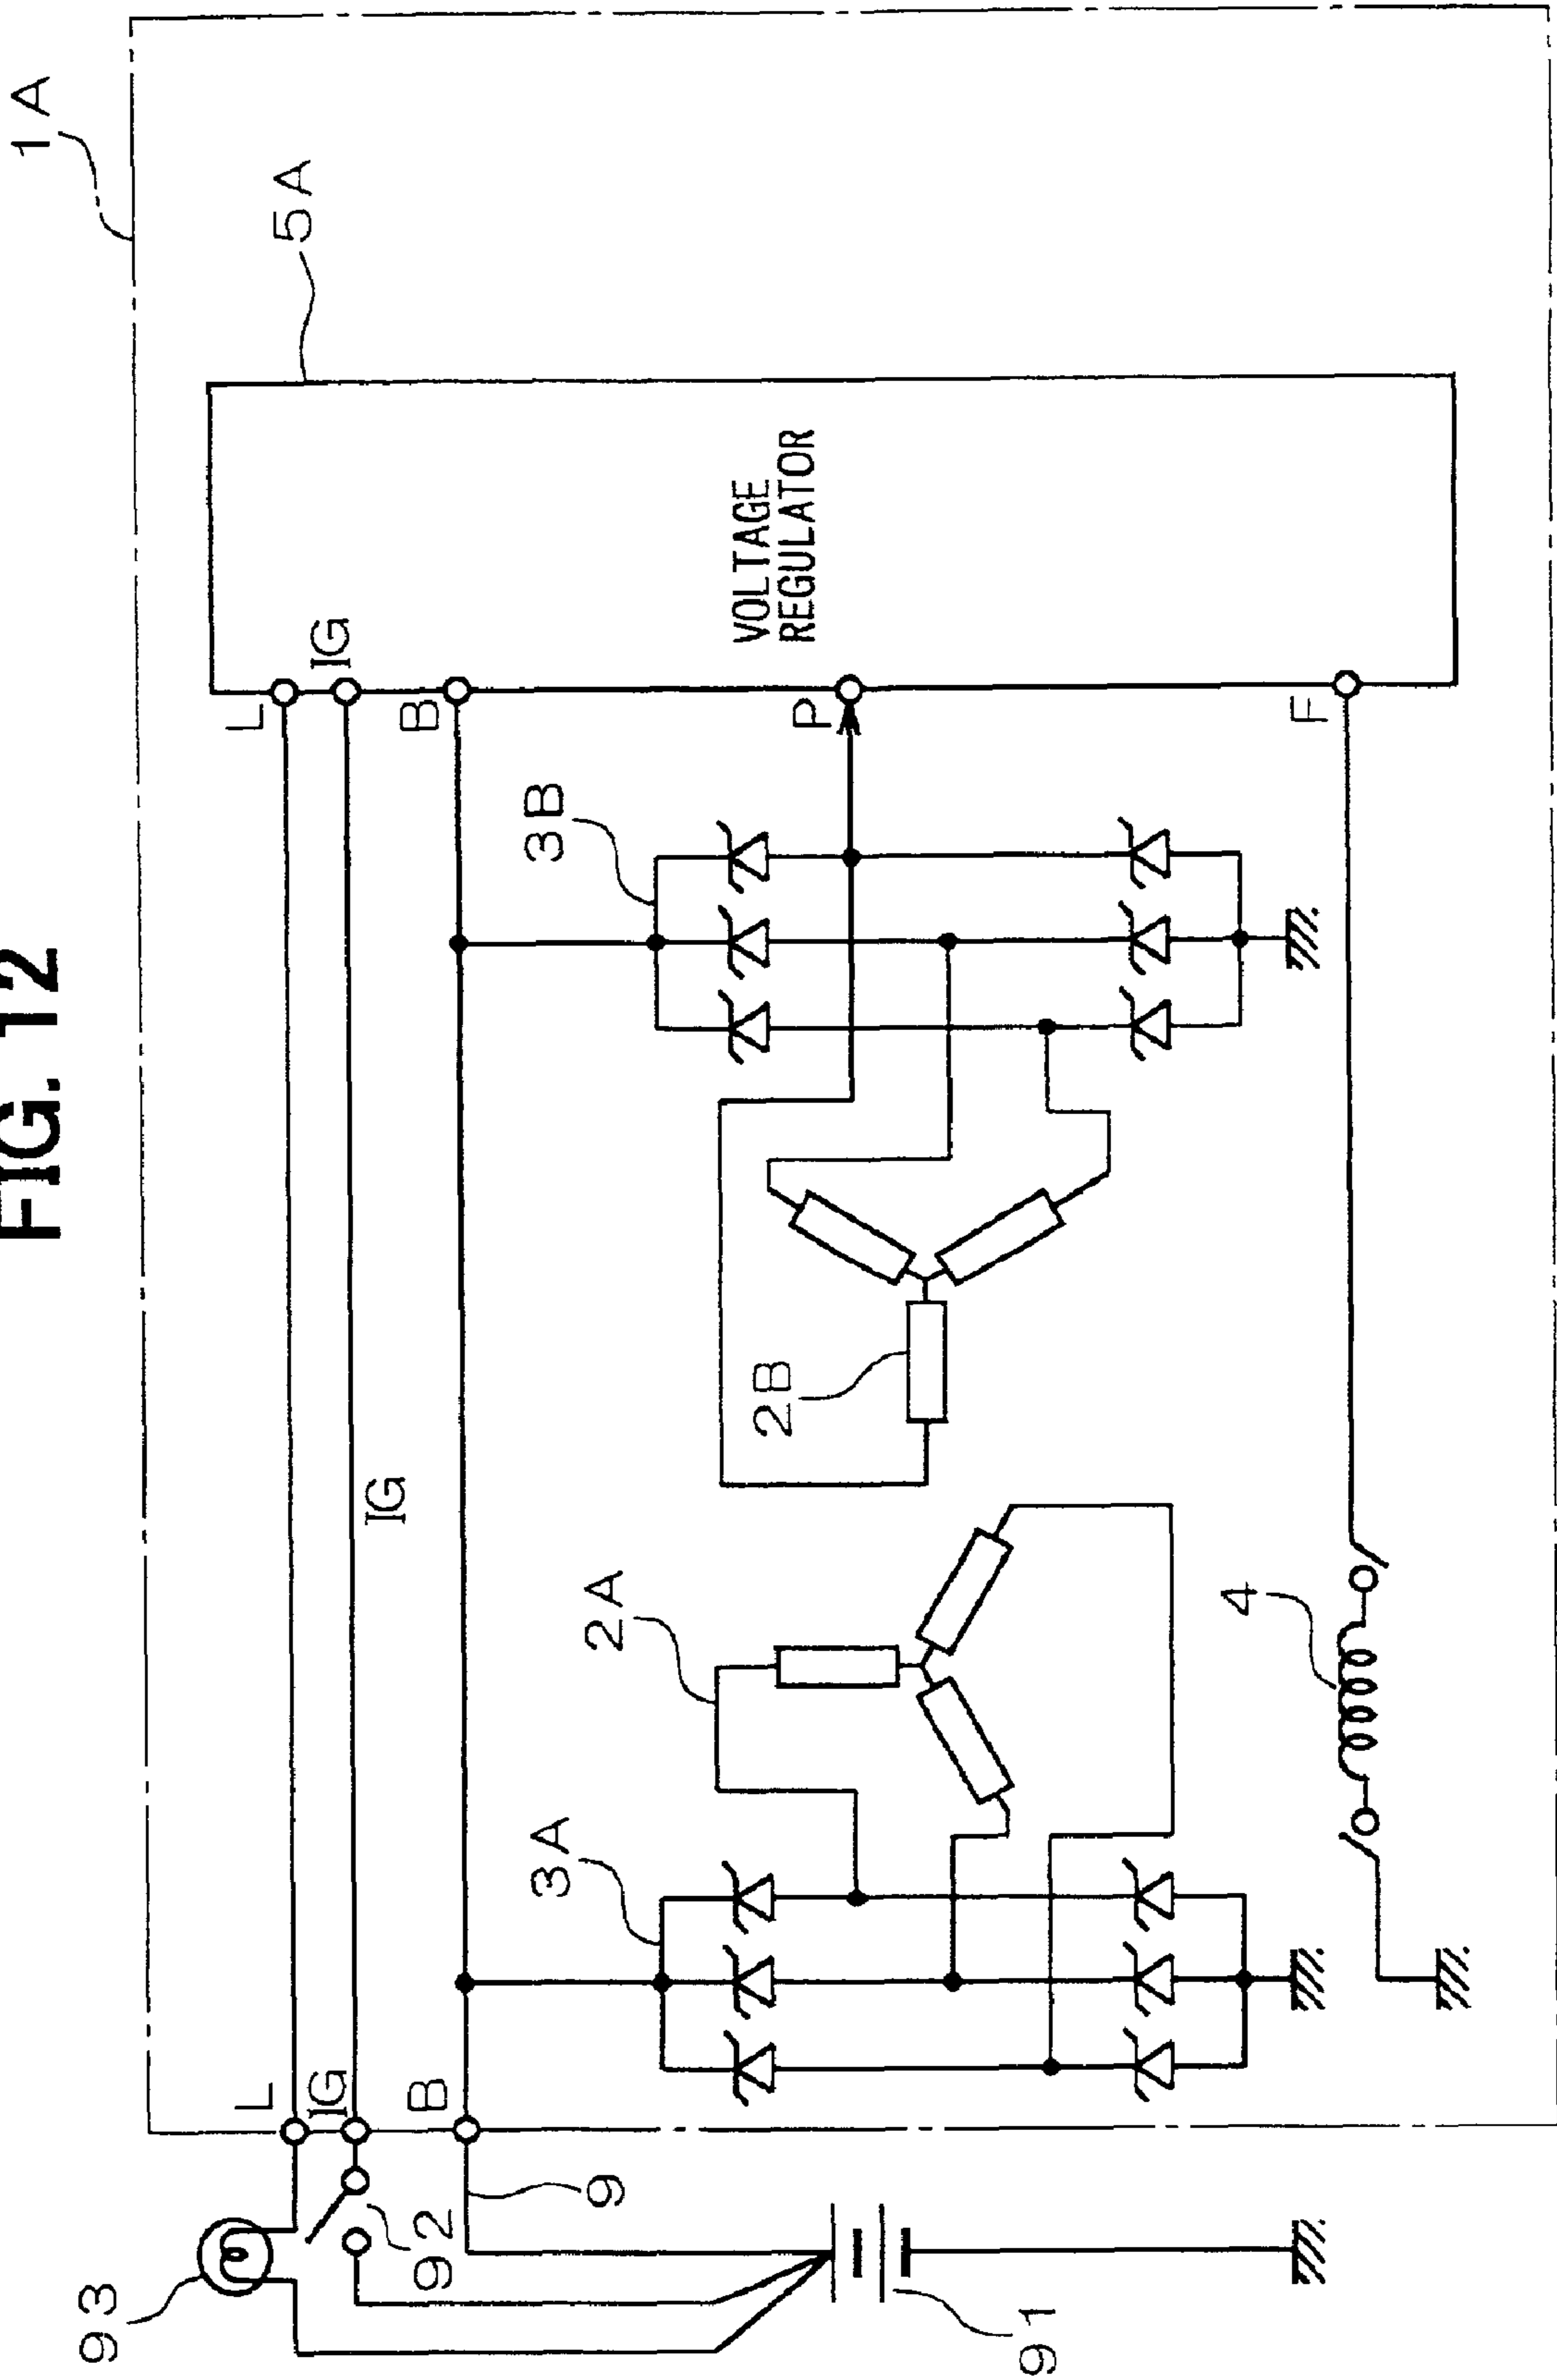 FIG. 12
1A
93
L
L
5A
92
IG
IG
IG
9
B
B
3A
2A
3B
VOLTAGE
REGULATOR
2B
P
91
4
F